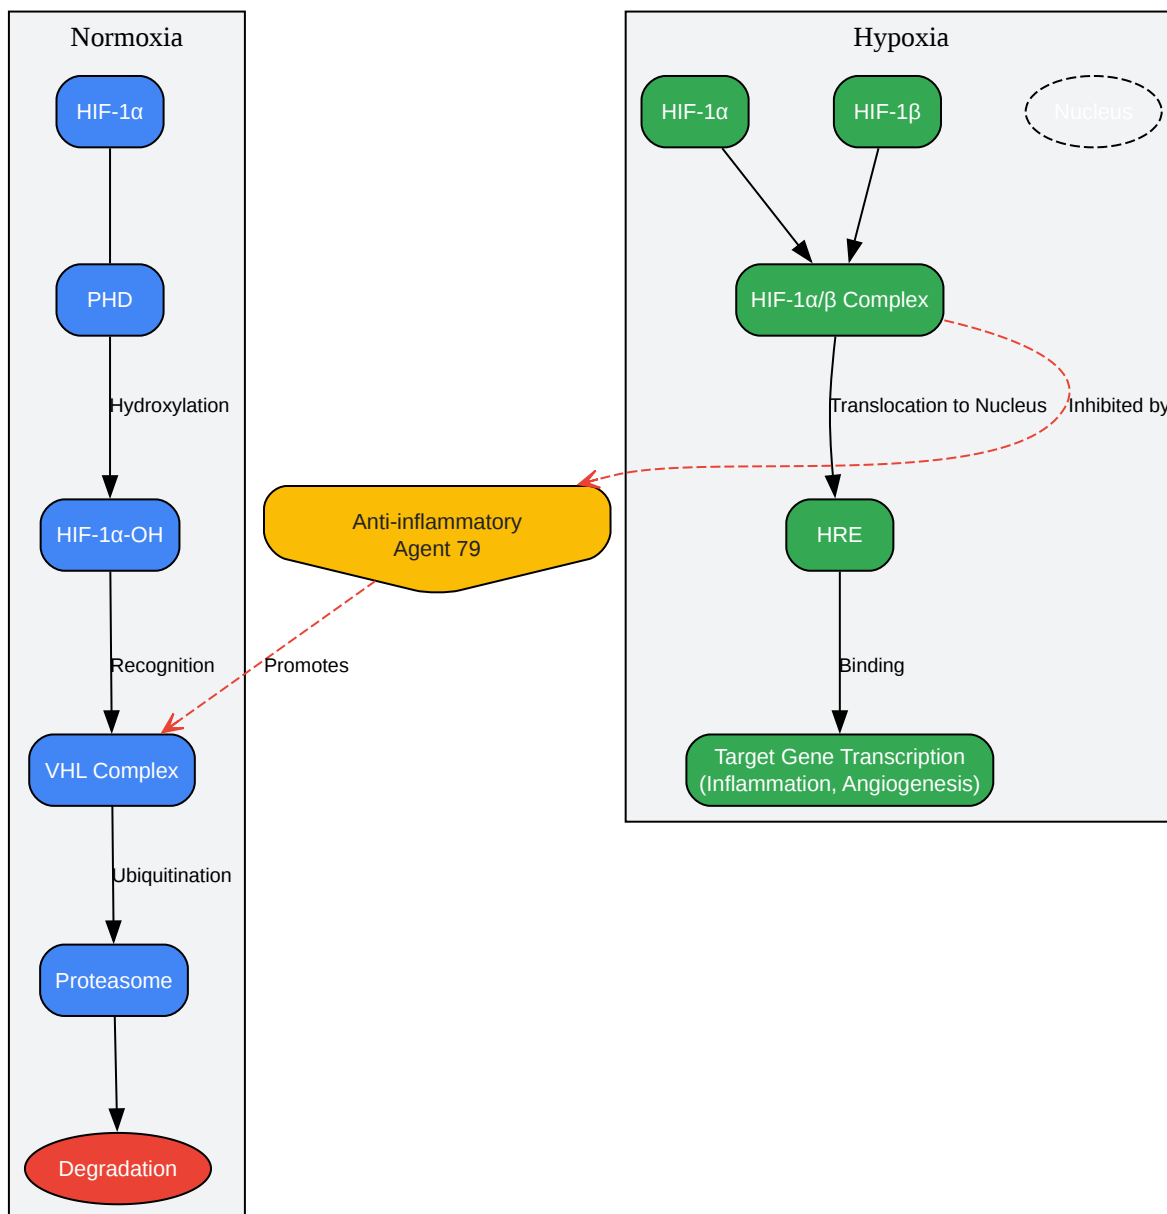 Normoxia
HIF-1α
PHD
Hydroxylation
HIF-1α-OH
Recognition
VHL Complex
Ubiquitination
Proteasome
Degradation
Anti-inflammatory
Agent 79
Promotes
Hypoxia
HIF-1α
HIF-1β
Nucleus
HIF-1α/β Complex
Translocation to Nucleus
Inhibited by
HRE
Binding
Target Gene Transcription
(Inflammation, Angiogenesis)